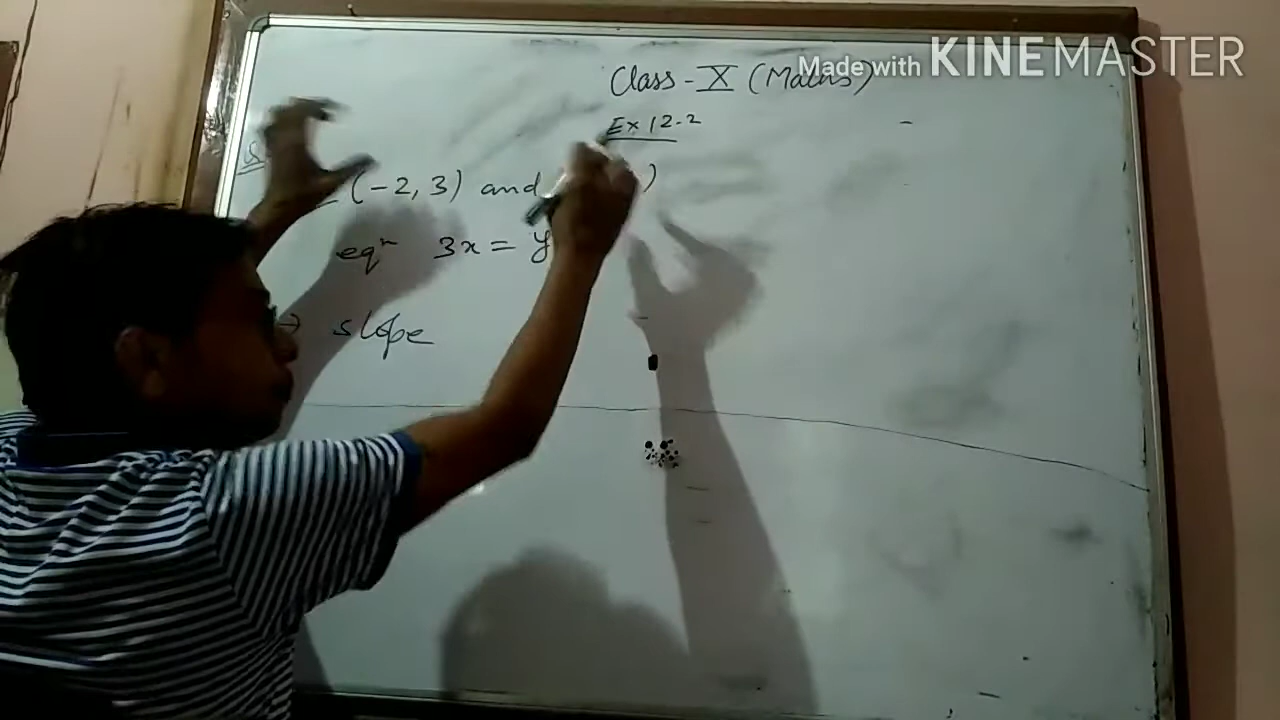 Made with KINEMASTER
Class - X (Maths)
Ex 12.2
(-2, 3) and )
eqⁿ 3x = y
→ slope